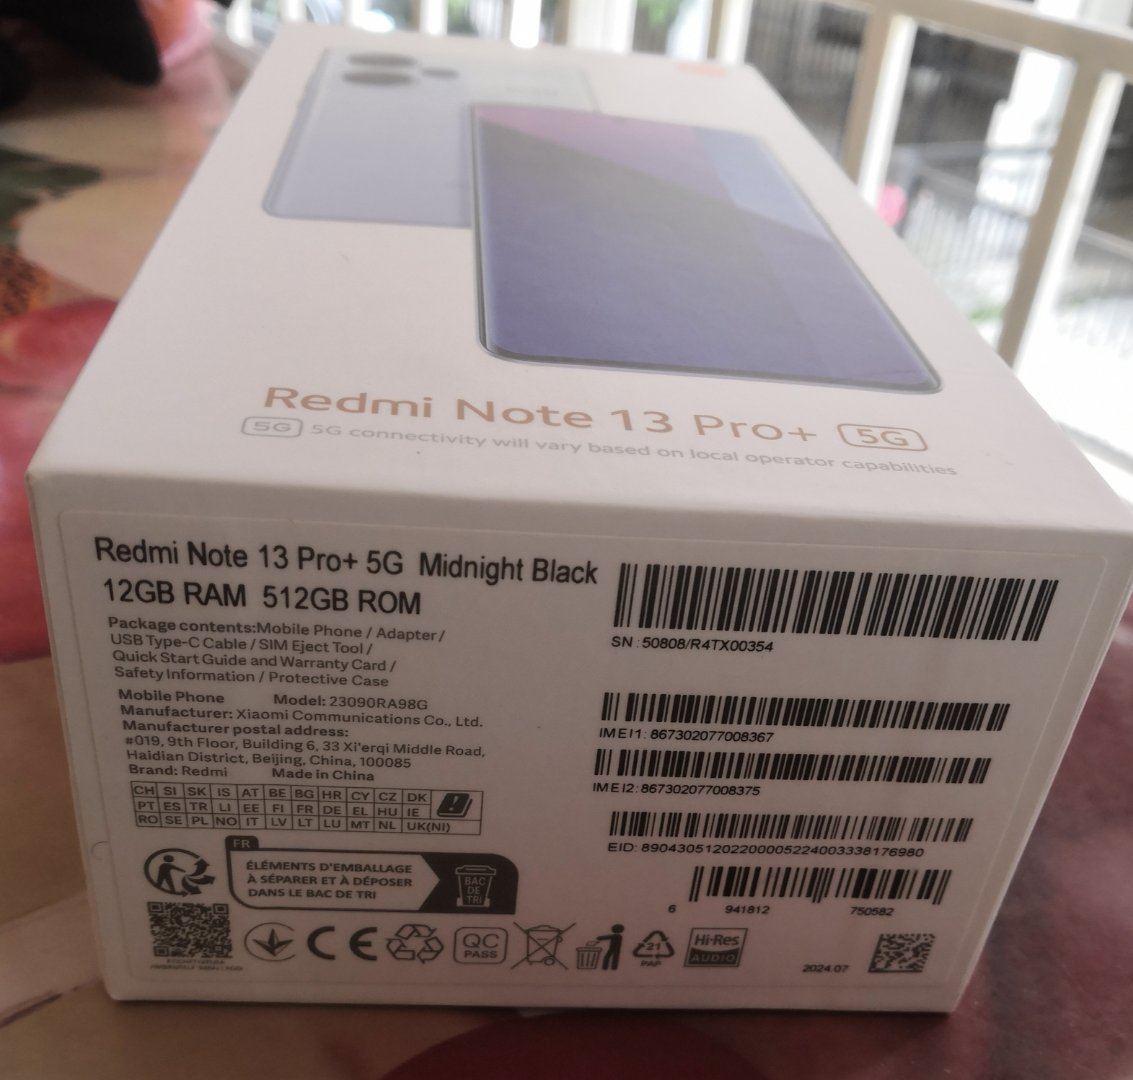 Redmi Note 13 Pro+ 5G
5G 5G connectivity will vary based on local operator capabilities
Redmi Note 13 Pro+ 5G Midnight Black
12GB RAM 512GB ROM
Package contents:Mobile Phone / Adapter /
USB Type-C Cable / SIM Eject Tool /
Quick Start Guide and Warranty Card /
Safety Information / Protective Case
Mobile Phone Model: 23090RA98G
Manufacturer: Xiaomi Communications Co., Ltd.
Manufacturer postal address:
#019, 9th Floor, Building 6, 33 Xi'erqi Middle Road,
Haidian District, Beijing, China, 100085
Brand: Redmi Made in China
CH SI SK IS AT BE BG HR CY CZ DK
PT ES TR LI EE FI FR DE EL HU IE
RO SE PL NO IT LV LT LU MT NL UK(NI)
FR
ÉLÉMENTS D'EMBALLAGE
À SÉPARER ET À DÉPOSER
DANS LE BAC DE TRI
BAC
DE
TRI
CE
QC
PASS
21
PAP
Hi-Res
AUDIO
SN : 50808/R4TX00354
IMEI1: 867302077008367
IMEI2: 867302077008375
EID: 89043051202200005224003338176980
6 941812 750582
2024.07